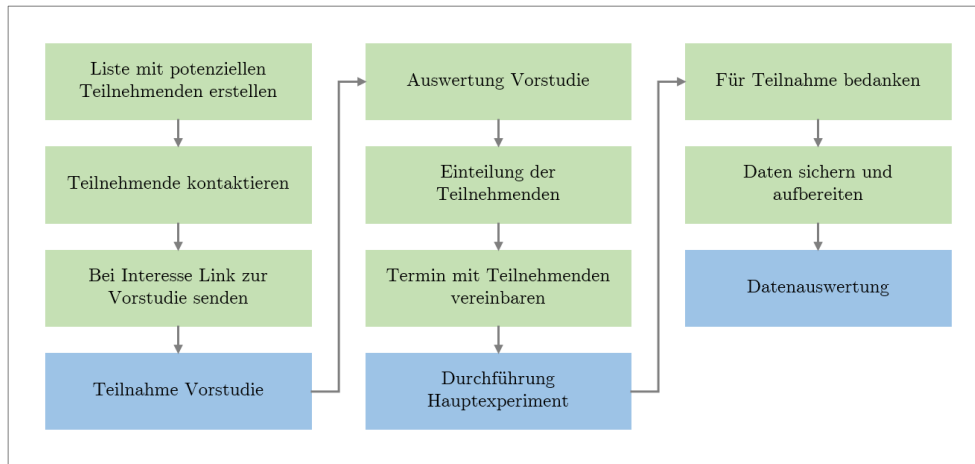 Liste mit potenziellen
Teilnehmenden erstellen
Teilnehmende kontaktieren
Bei Interesse Link zur
Vorstudie senden
Teilnahme Vorstudie
Auswertung Vorstudie
Einteilung der
Teilnehmenden
Termin mit Teilnehmenden
vereinbaren
Durchführung
Hauptexperiment
Für Teilnahme bedanken
Daten sichern und
aufbereiten
Datenauswertung